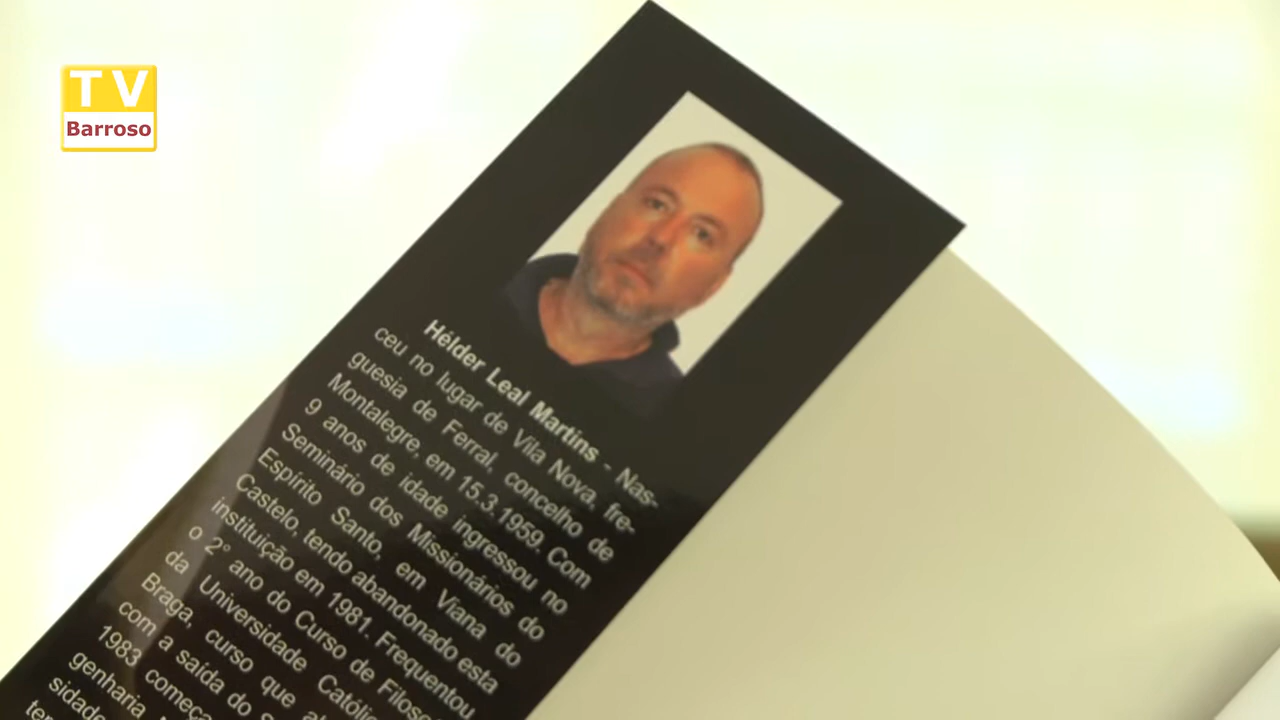 TV
Barroso
Hélder Leal Martins - Nas-
ceu no lugar de Vila Nova, fre-
guesia de Ferral, concelho de
Montalegre, em 15.3.1959. Com
9 anos de idade ingressou no
Seminário dos Missionários do
Espírito Santo, em Viana do
Castelo, tendo abandonado esta
instituição em 1981. Frequentou
o 2° ano do Curso de
da Universidade
Braga, curso que
com a saída do
1983
genharia